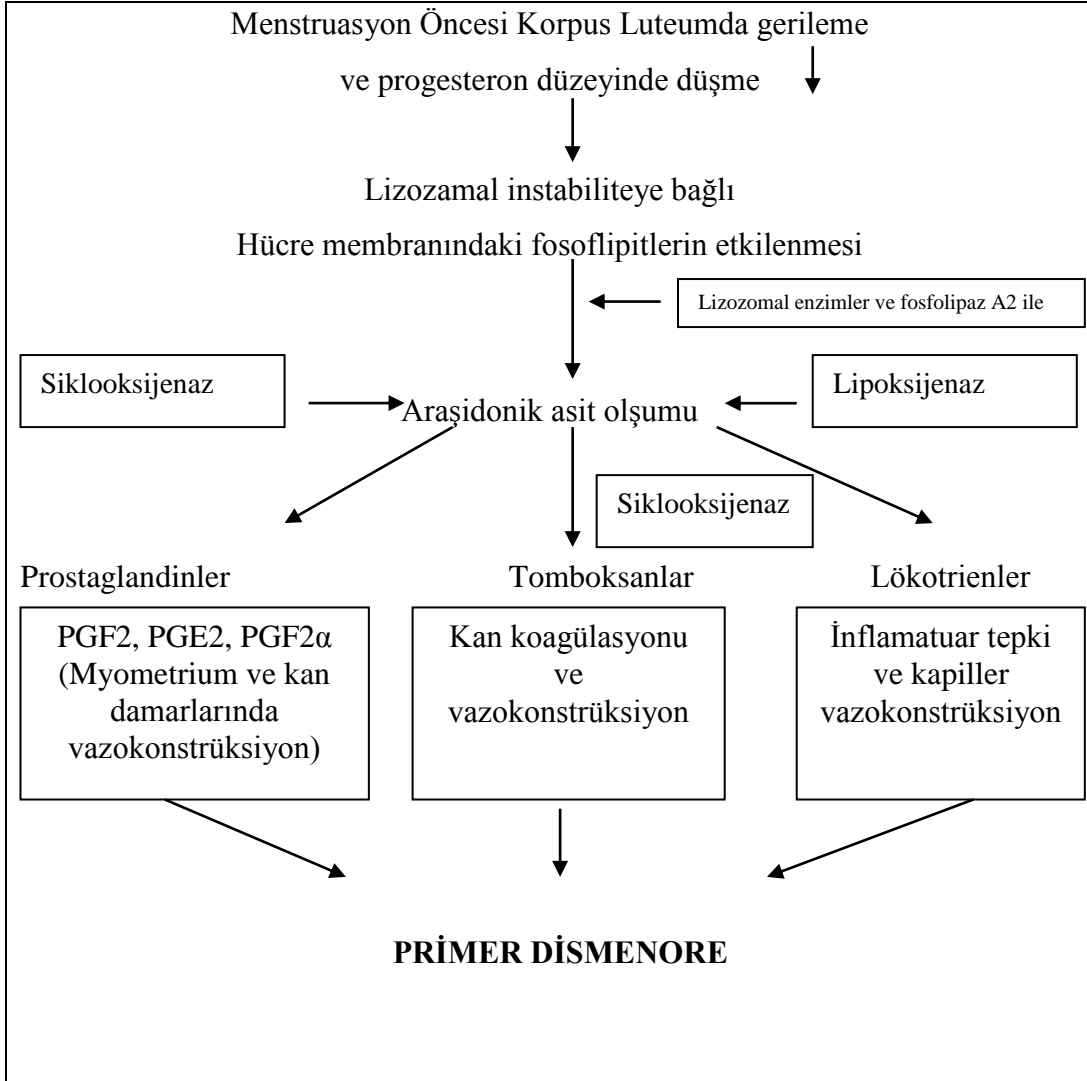 Menstruasyon Öncesi Korpus Luteumda gerileme
ve progesteron düzeyinde düşme
Lizozamal instabiliteye bağlı
Hücre membranındaki fosoflipitlerin etkilenmesi
Lizozomal enzimler ve fosfolipaz A2 ile
Siklooksijenaz
Lipoksijenaz
Araşidonik asit olşumu
Siklooksijenaz
Prostaglandinler
Tomboksanlar
Lökotrienler
PGF2, PGE2, PGF2α
(Myometrium ve kan
damarlarında
vazokonstrüksiyon)
Kan koagülasyonu
ve
vazokonstrüksiyon
İnflamatuar tepki
ve kapiller
vazokonstrüksiyon
PRİMER DİSMENORE